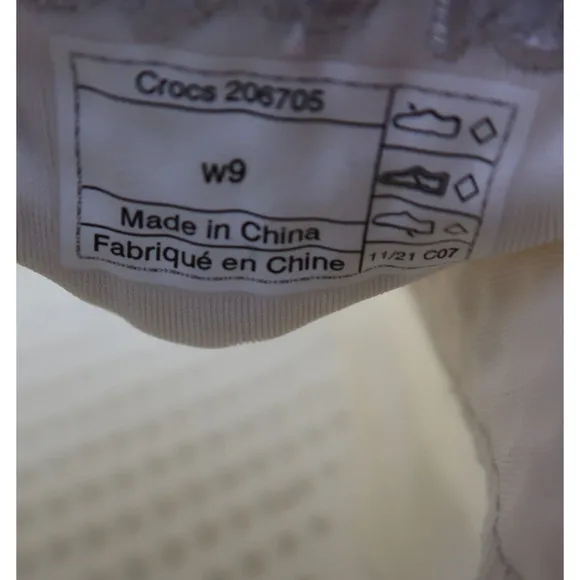 Crocs 206705
w9
Made in China
Fabriqué en Chine
11/21 C07